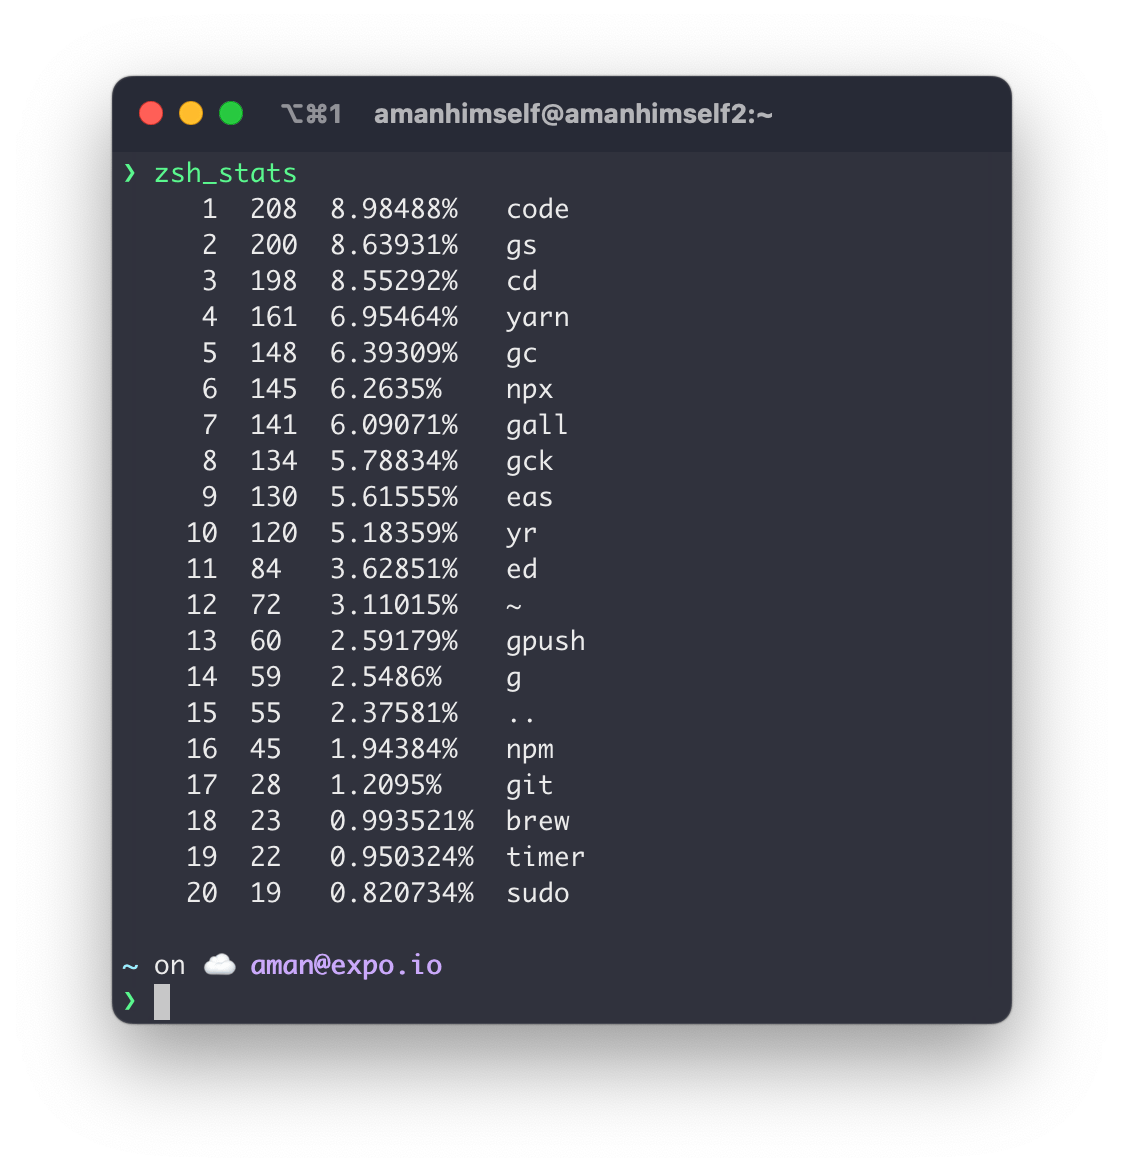 ⌥⌘1 amanhimself@amanhimself2:~
❯ zsh_stats
1 208 8.98488% code
2 200 8.63931% gs
3 198 8.55292% cd
4 161 6.95464% yarn
5 148 6.39309% gc
6 145 6.2635% npx
7 141 6.09071% gall
8 134 5.78834% gck
9 130 5.61555% eas
10 120 5.18359% yr
11 84 3.62851% ed
12 72 3.11015% ~
13 60 2.59179% gpush
14 59 2.5486% g
15 55 2.37581% ..
16 45 1.94384% npm
17 28 1.2095% git
18 23 0.993521% brew
19 22 0.950324% timer
20 19 0.820734% sudo
~ on ☁️ aman@expo.io
❯